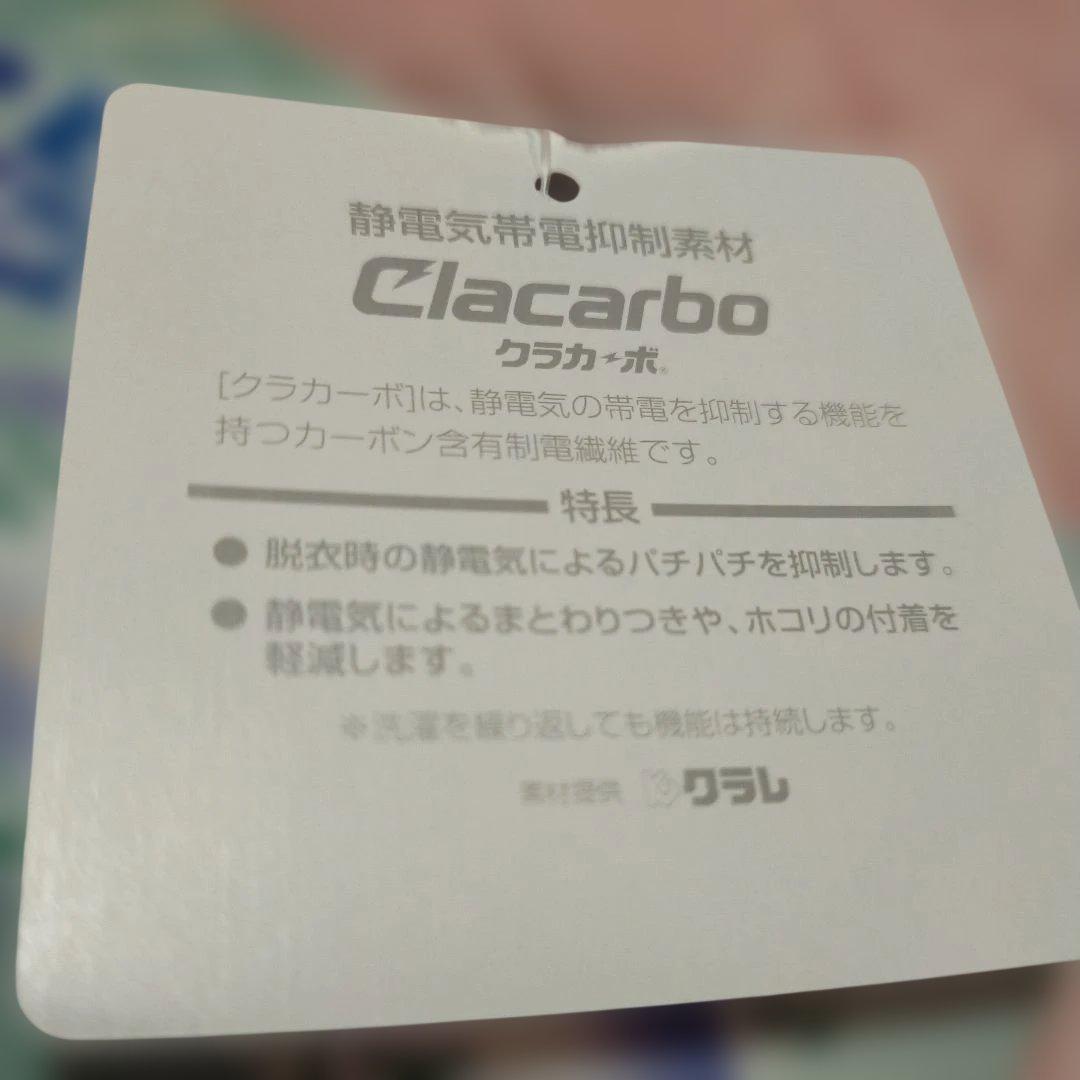 静電気帯電抑制素材
Clacarbo
クラカーボ®
[クラカーボ]は、静電気の帯電を抑制する機能を
持つカーボン含有制電繊維です。
特長
● 脱衣時の静電気によるパチパチを抑制します。
● 静電気によるまとわりつきや、ホコリの付着を
軽減します。
※洗濯を繰り返しても機能は持続します。
素材提供 クラレ